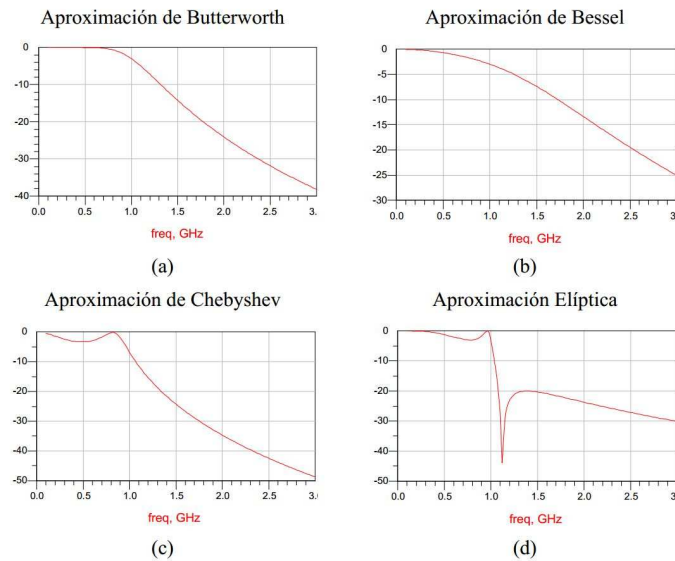 Aproximación de Butterworth
0
-10
-20
-30
-40
0.0 0.5 1.0 1.5 2.0 2.5 3.
freq, GHz
(a)
Aproximación de Bessel
0
-5
-10
-15
-20
-25
-30
0.0 0.5 1.0 1.5 2.0 2.5 3.
freq, GHz
(b)
Aproximación de Chebyshev
0
-10
-20
-30
-40
-50
0.0 0.5 1.0 1.5 2.0 2.5 3.
freq, GHz
(c)
Aproximación Elíptica
0
-10
-20
-30
-40
-50
0.0 0.5 1.0 1.5 2.0 2.5 3.
freq, GHz
(d)